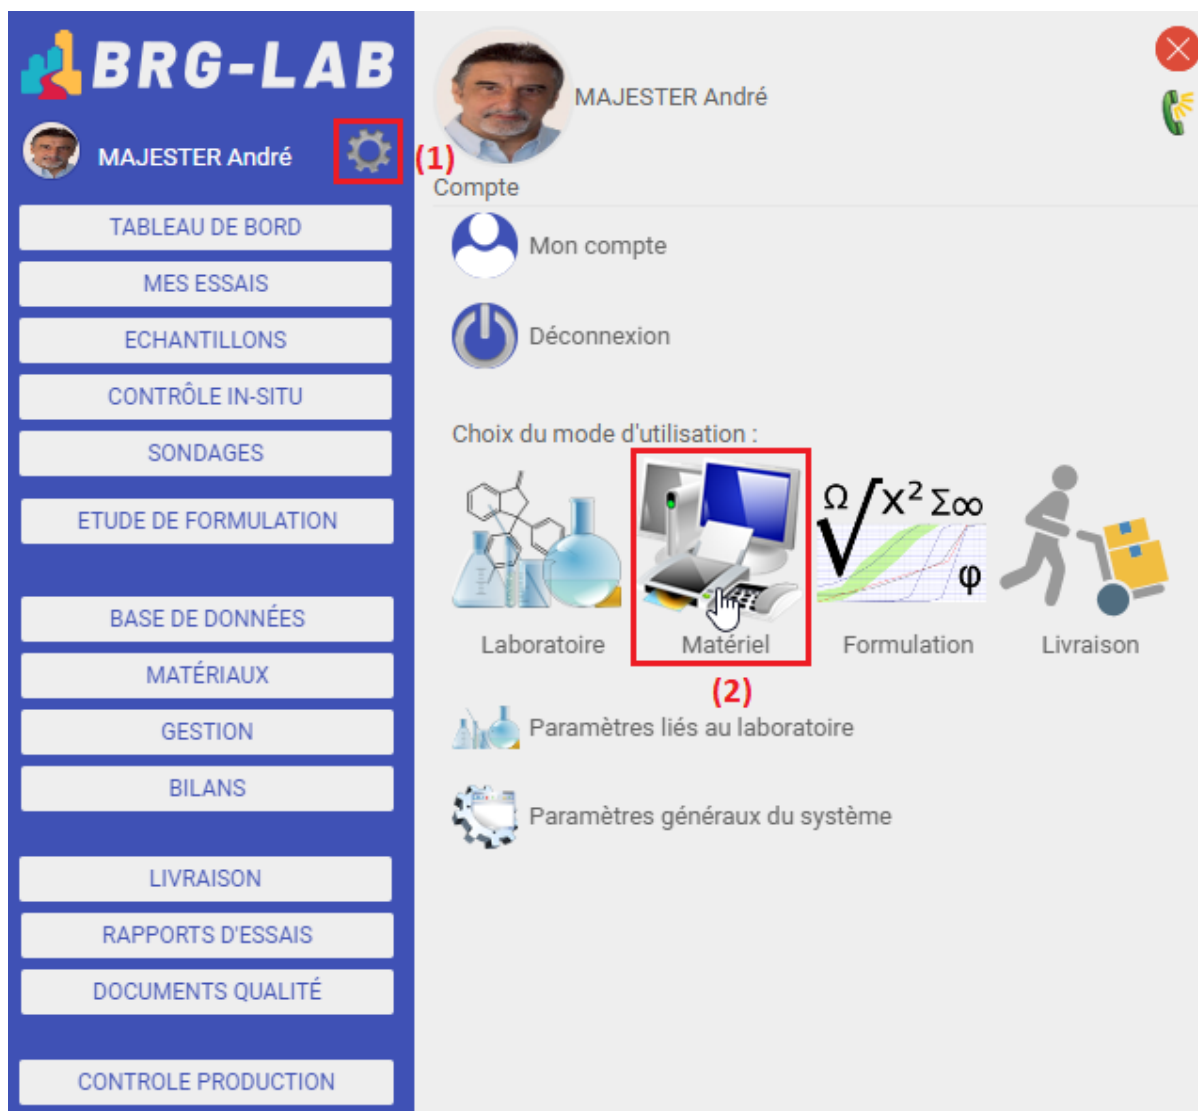 BRG-LAB
MAJESTER André
(1)
TABLEAU DE BORD
MES ESSAIS
ECHANTILLONS
CONTRÔLE IN-SITU
SONDAGES
ETUDE DE FORMULATION
BASE DE DONNÉES
MATÉRIAUX
GESTION
BILANS
LIVRAISON
RAPPORTS D'ESSAIS
DOCUMENTS QUALITÉ
CONTROLE PRODUCTION
MAJESTER André
Compte
Mon compte
Déconnexion
Choix du mode d'utilisation :
Ω √ X² Σ∞
φ
Laboratoire Matériel Formulation Livraison
(2)
Paramètres liés au laboratoire
Paramètres généraux du système